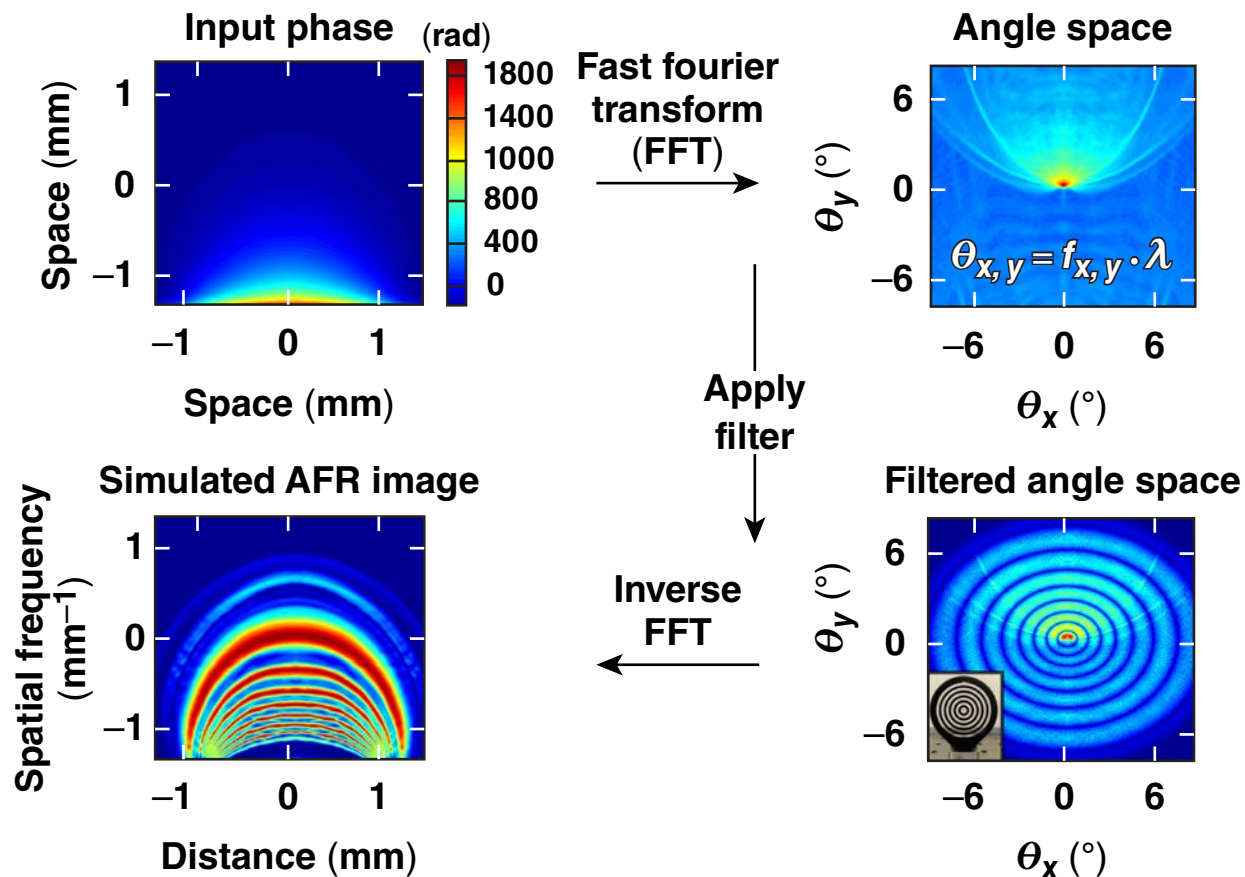 Input phase
(rad)
1800
1400
1000
800
400
0
Space (mm)
1
0
–1
–1 0 1
Space (mm)
Fast fourier
transform
(FFT)
Angle space
θy (°)
6
0
–6
θx, y = fx, y · λ
–6 0 6
θx (°)
Apply
filter
Simulated AFR image
Spatial frequency
(mm–1)
1
0
–1
–1 0 1
Distance (mm)
Inverse
FFT
Filtered angle space
θy (°)
6
0
–6
–6 0 6
θx (°)